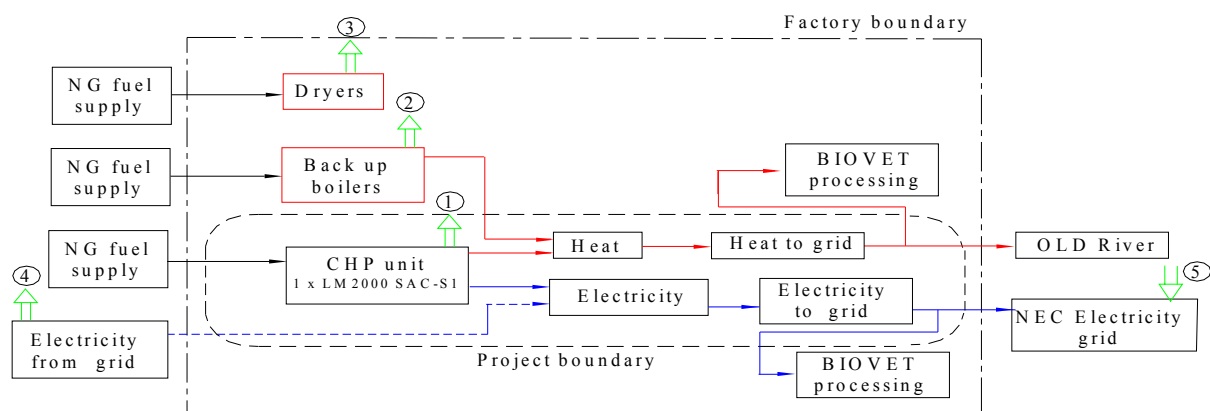 Factory boundary
3
NG fuel
supply
Dryers
2
NG fuel
supply
Back up
boilers
BIOVET
processing
1
NG fuel
supply
CHP unit
1 x LM2000 SAC-S1
Heat
Heat to grid
OLD River
4
5
Electricity
Electricity
to grid
NEC Electricity
grid
Electricity
from grid
Project boundary
BIOVET
processing